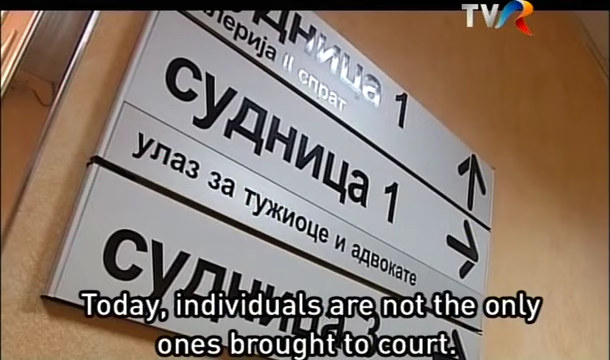 TVR
судница 1
галерија II спрат
судница 1
улаз за тужиоце и адвокате
судница 3
Today, individuals are not the only
ones brought to court.